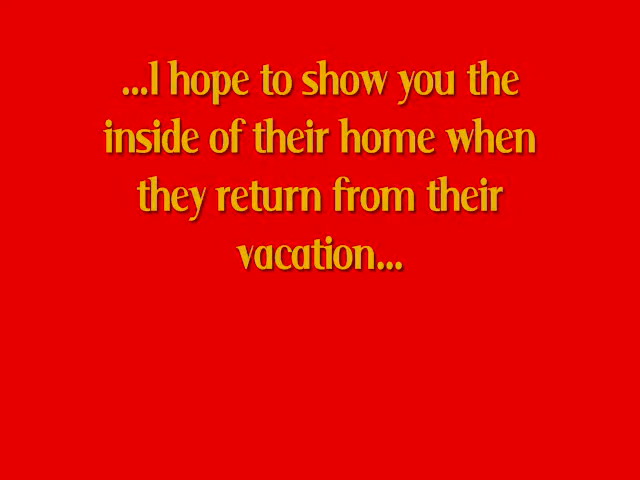 ...I hope to show you the
inside of their home when
they return from their
vacation...